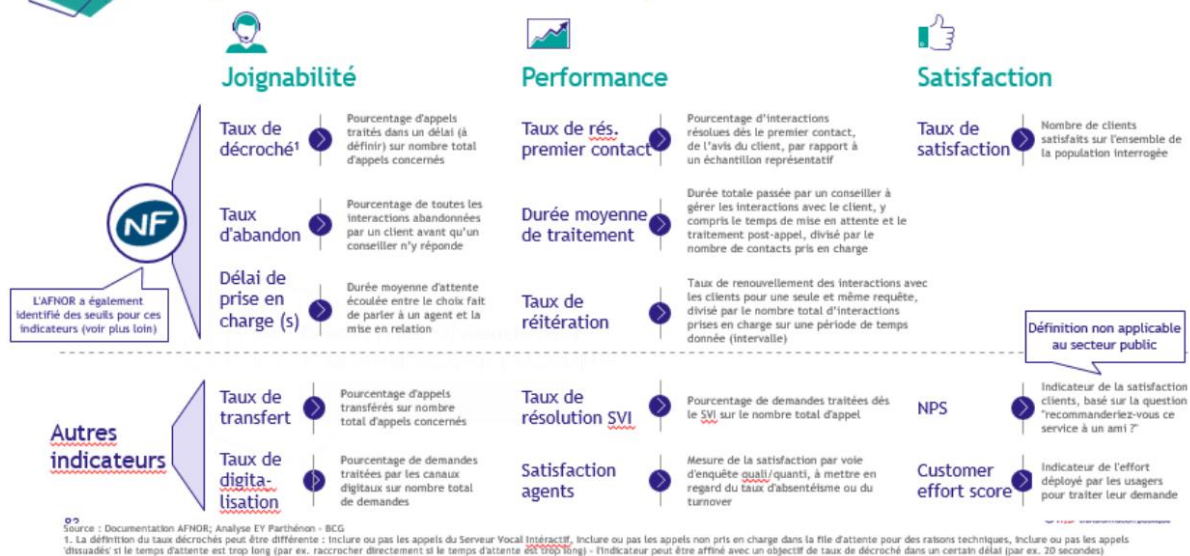 Joignabilité
Performance
Satisfaction
Taux de
décroché¹
Pourcentage d'appels
traités dans un délai (à
définir) sur nombre total
d'appels concernés
Taux de rés.
premier contact
Pourcentage d'interactions
résolues dès le premier contact,
de l'avis du client, par rapport à
un échantillon représentatif
Taux de
satisfaction
Nombre de clients
satisfaits sur l'ensemble de
la population interrogée
NF
Taux
d'abandon
Pourcentage de toutes les
interactions abandonnées
par un client avant qu'un
conseiller n'y réponde
Durée moyenne
de traitement
Durée totale passée par un conseiller à
gérer les interactions avec le client, y
compris le temps de mise en attente et le
traitement post-appel, divisé par le
nombre de contacts pris en charge
L'AFNOR a également
identifié des seuils pour ces
indicateurs (voir plus loin)
Délai de
prise en
charge (s)
Durée moyenne d'attente
écoulée entre le choix fait
de parler à un agent et la
mise en relation
Taux de
réitération
Taux de renouvellement des interactions avec
les clients pour une seule et même requête,
divisé par le nombre total d'interactions
prises en charge sur une période de temps
donnée (intervalle)
Définition non applicable
au secteur public
Autres
indicateurs
Taux de
transfert
Pourcentage d'appels
transférés sur nombre
total d'appels concernés
Taux de
résolution SVI
Pourcentage de demandes traitées dès
le SVI sur le nombre total d'appel
NPS
Indicateur de la satisfaction
clients, basé sur la question
"recommanderiez-vous ce
service à un ami ?"
Taux de
digita-
lisation
Pourcentage de demandes
traitées par les canaux
digitaux sur nombre total
de demandes
Satisfaction
agents
Mesure de la satisfaction par voie
d'enquête quali/quanti, à mettre en
regard du taux d'absentéisme ou du
turnover
Customer
effort score
Indicateur de l'effort
déployé par les usagers
pour traiter leur demande
Source : Documentation AFNOR; Analyse EY Parthénon - BCG
1. La définition du taux décrochés peut être différente : inclure ou pas les appels du Serveur Vocal Intéractif, inclure ou pas les appels non pris en charge dans la file d'attente pour des raisons techniques, inclure ou pas les appels
'dissuadés' si le temps d'attente est trop long (par ex. raccrocher directement si le temps d'attente est trop long) - l'indicateur peut être affiné avec un objectif de taux de décroché dans un certain délai (par ex. 20 secondes)